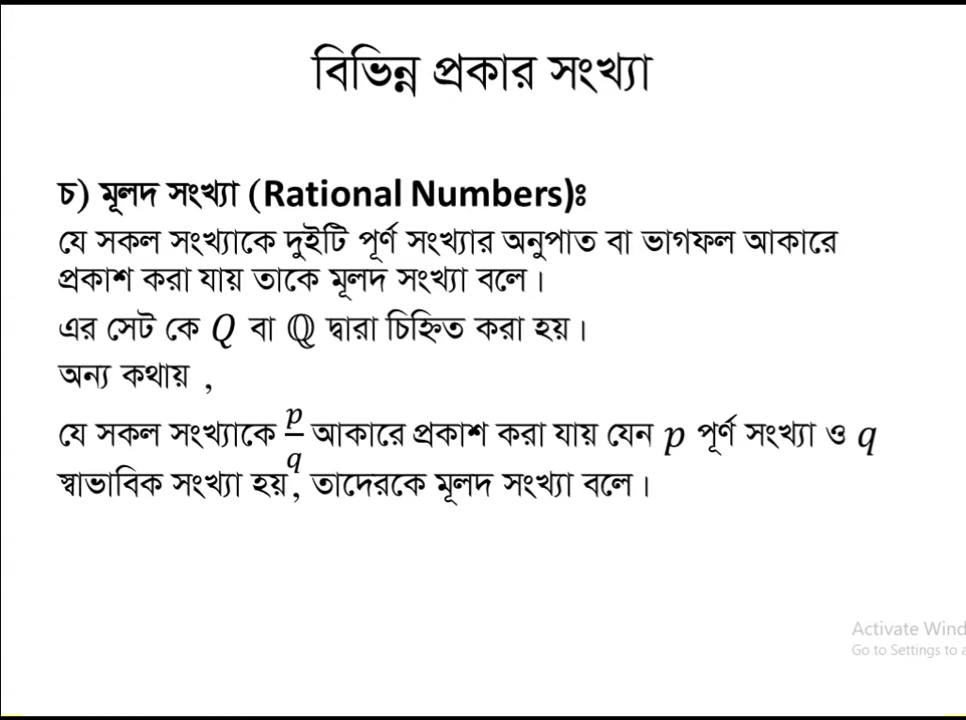 বিভিন্ন প্রকার সংখ্যা
চ) মূলদ সংখ্যা (Rational Numbers)ঃ
যে সকল সংখ্যাকে দুইটি পূর্ণ সংখ্যার অনুপাত বা ভাগফল আকারে
প্রকাশ করা যায় তাকে মূলদ সংখ্যা বলে।
এর সেট কে Q বা ℚ দ্বারা চিহ্নিত করা হয়।
অন্য কথায় ,
যে সকল সংখ্যাকে p/q আকারে প্রকাশ করা যায় যেন p পূর্ণ সংখ্যা ও q
স্বাভাবিক সংখ্যা হয়, তাদেরকে মূলদ সংখ্যা বলে।
Activate Wind
Go to Settings to a